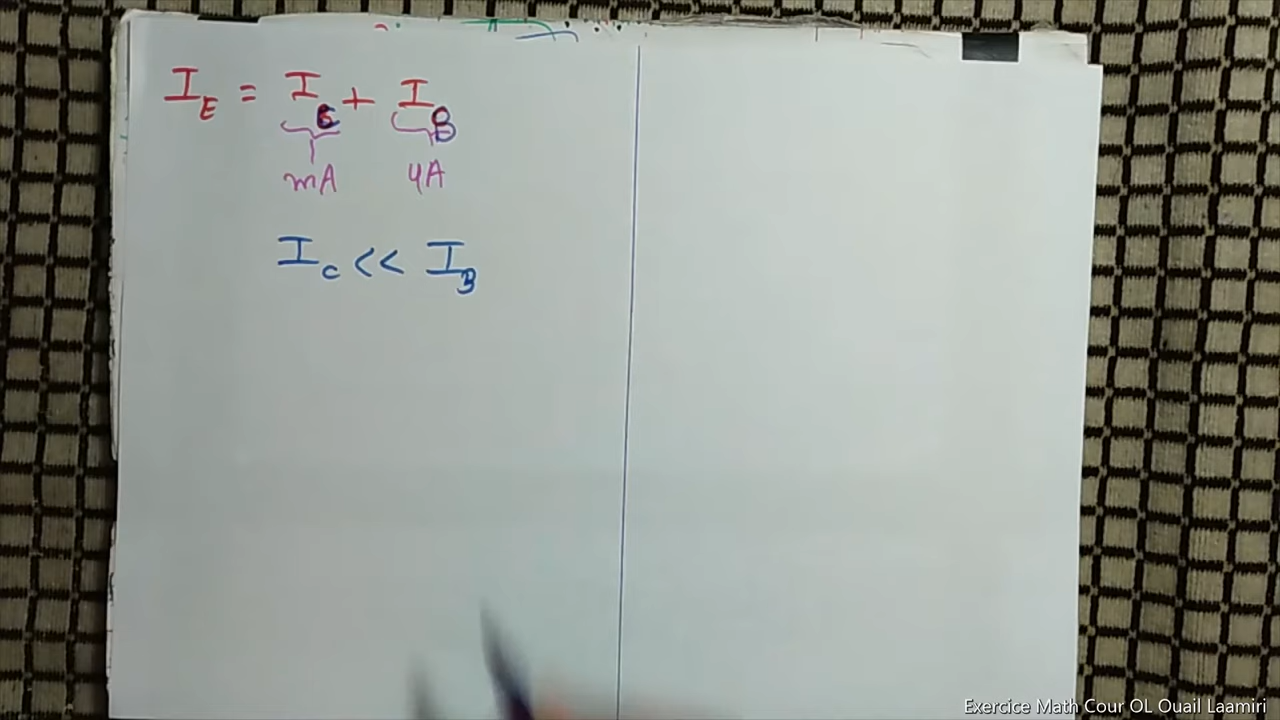 I_E = I_C + I_B
mA μA
I_C << I_B
Exercice Math Cour OL Ouail Laamiri